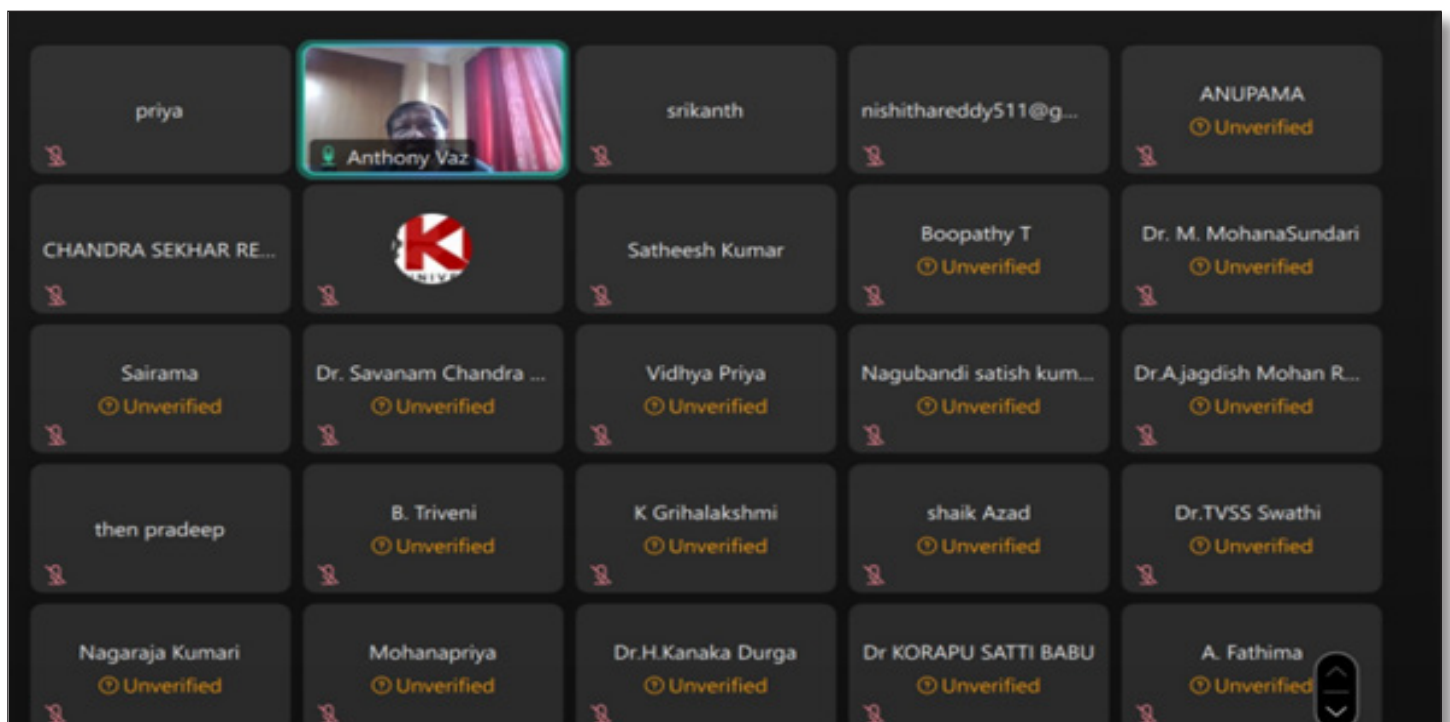 priya
Anthony Vaz
srikanth
nishithareddy511@g...
ANUPAMA
Unverified
CHANDRA SEKHAR RE...
K
NIVE
Satheesh Kumar
Boopathy T
Unverified
Dr. M. MohanaSundari
Unverified
Sairama
Unverified
Dr. Savanam Chandra ...
Unverified
Vidhya Priya
Unverified
Nagubandi satish kum...
Unverified
Dr.A.jagdish Mohan R...
Unverified
then pradeep
B. Triveni
Unverified
K Grihalakshmi
Unverified
shaik Azad
Unverified
Dr.TVSS Swathi
Unverified
Nagaraja Kumari
Unverified
Mohanapriya
Unverified
Dr.H.Kanaka Durga
Unverified
Dr KORAPU SATTI BABU
Unverified
A. Fathima
Unverified